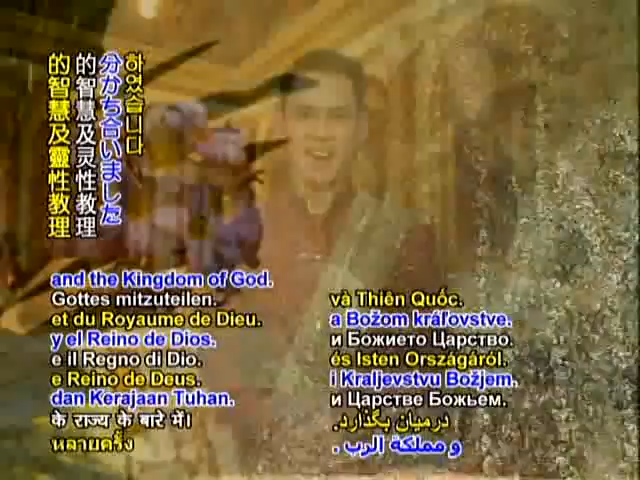 하였습니다
分かち合いました
的智慧及灵性教理
的智慧及靈性教理
and the Kingdom of God.
Gottes mitzuteilen.
et du Royaume de Dieu.
y el Reino de Dios.
e il Regno di Dio.
e Reino de Deus.
dan Kerajaan Tuhan.
के राज्य के बारे में।
หลายครั้ง
và Thiên Quốc.
a Božom kráľovstve.
и Божието Царство.
és Isten Országáról.
i Kraljevstvu Božjem.
и Царстве Божьем.
درمیان بگذارد.
و مملكة الرب .